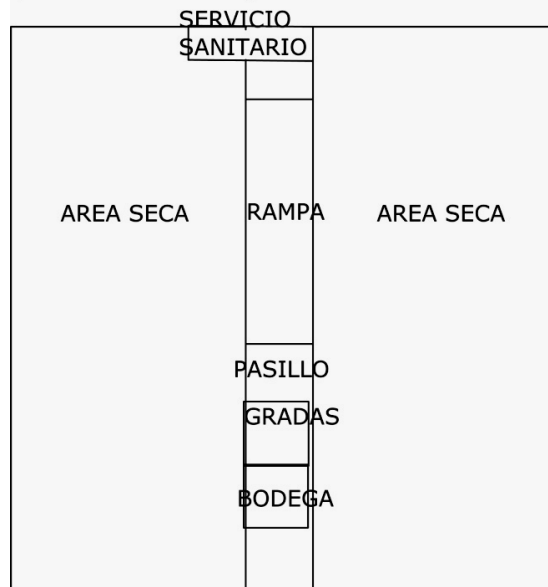 SERVICIO
SANITARIO
AREA SECA
RAMPA
AREA SECA
PASILLO
GRADAS
BODEGA